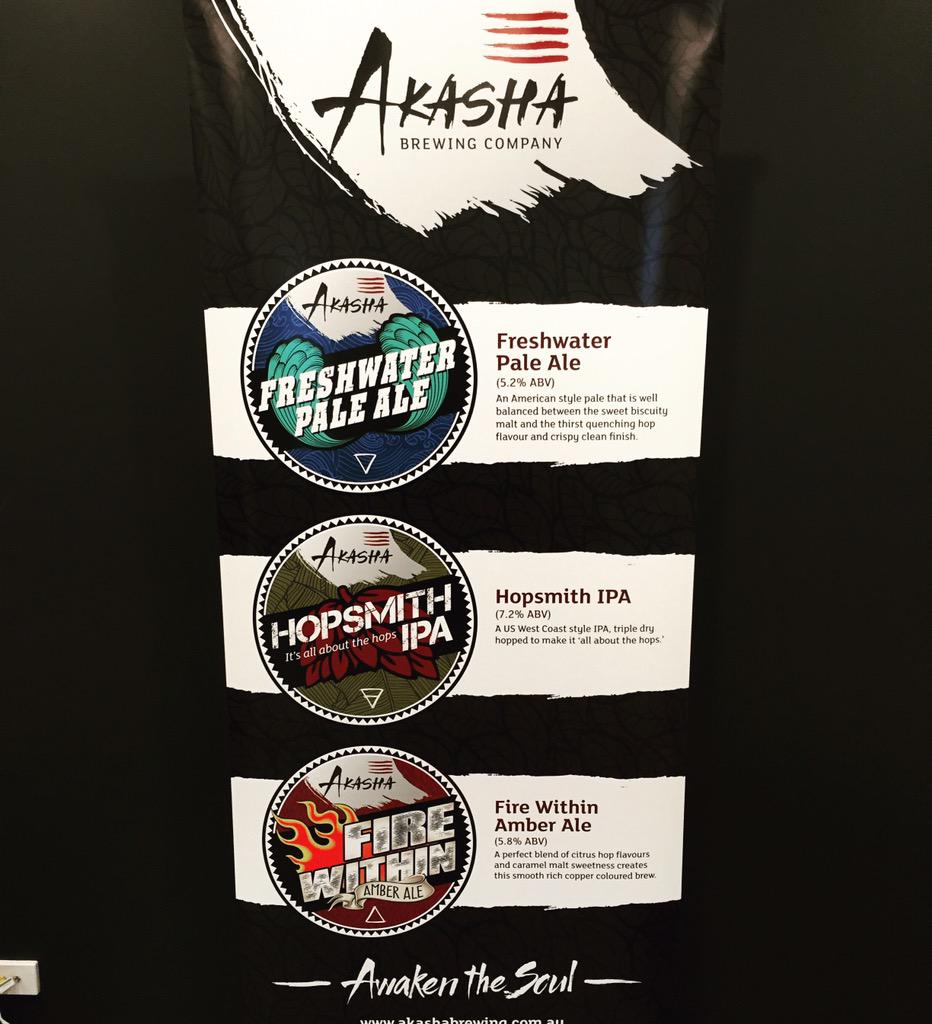 AKASHA
BREWING COMPANY
AKASHA
FRESHWATER
PALE ALE
Freshwater
Pale Ale
(5.2% ABV)
An American style pale that is well
balanced between the sweet biscuity
malt and the thirst quenching hop
flavour and crispy clean finish.
AKASHA
HOPSMITH
It's all about the hops IPA
Hopsmith IPA
(7.2% ABV)
A US West Coast style IPA, triple dry
hopped to make it 'all about the hops.'
AKASHA
FIRE
WITHIN
AMBER ALE
Fire Within
Amber Ale
(5.8% ABV)
A perfect blend of citrus hop flavours
and caramel malt sweetness creates
this smooth rich copper coloured brew.
Awaken the Soul
www.akashabrewing.com.au